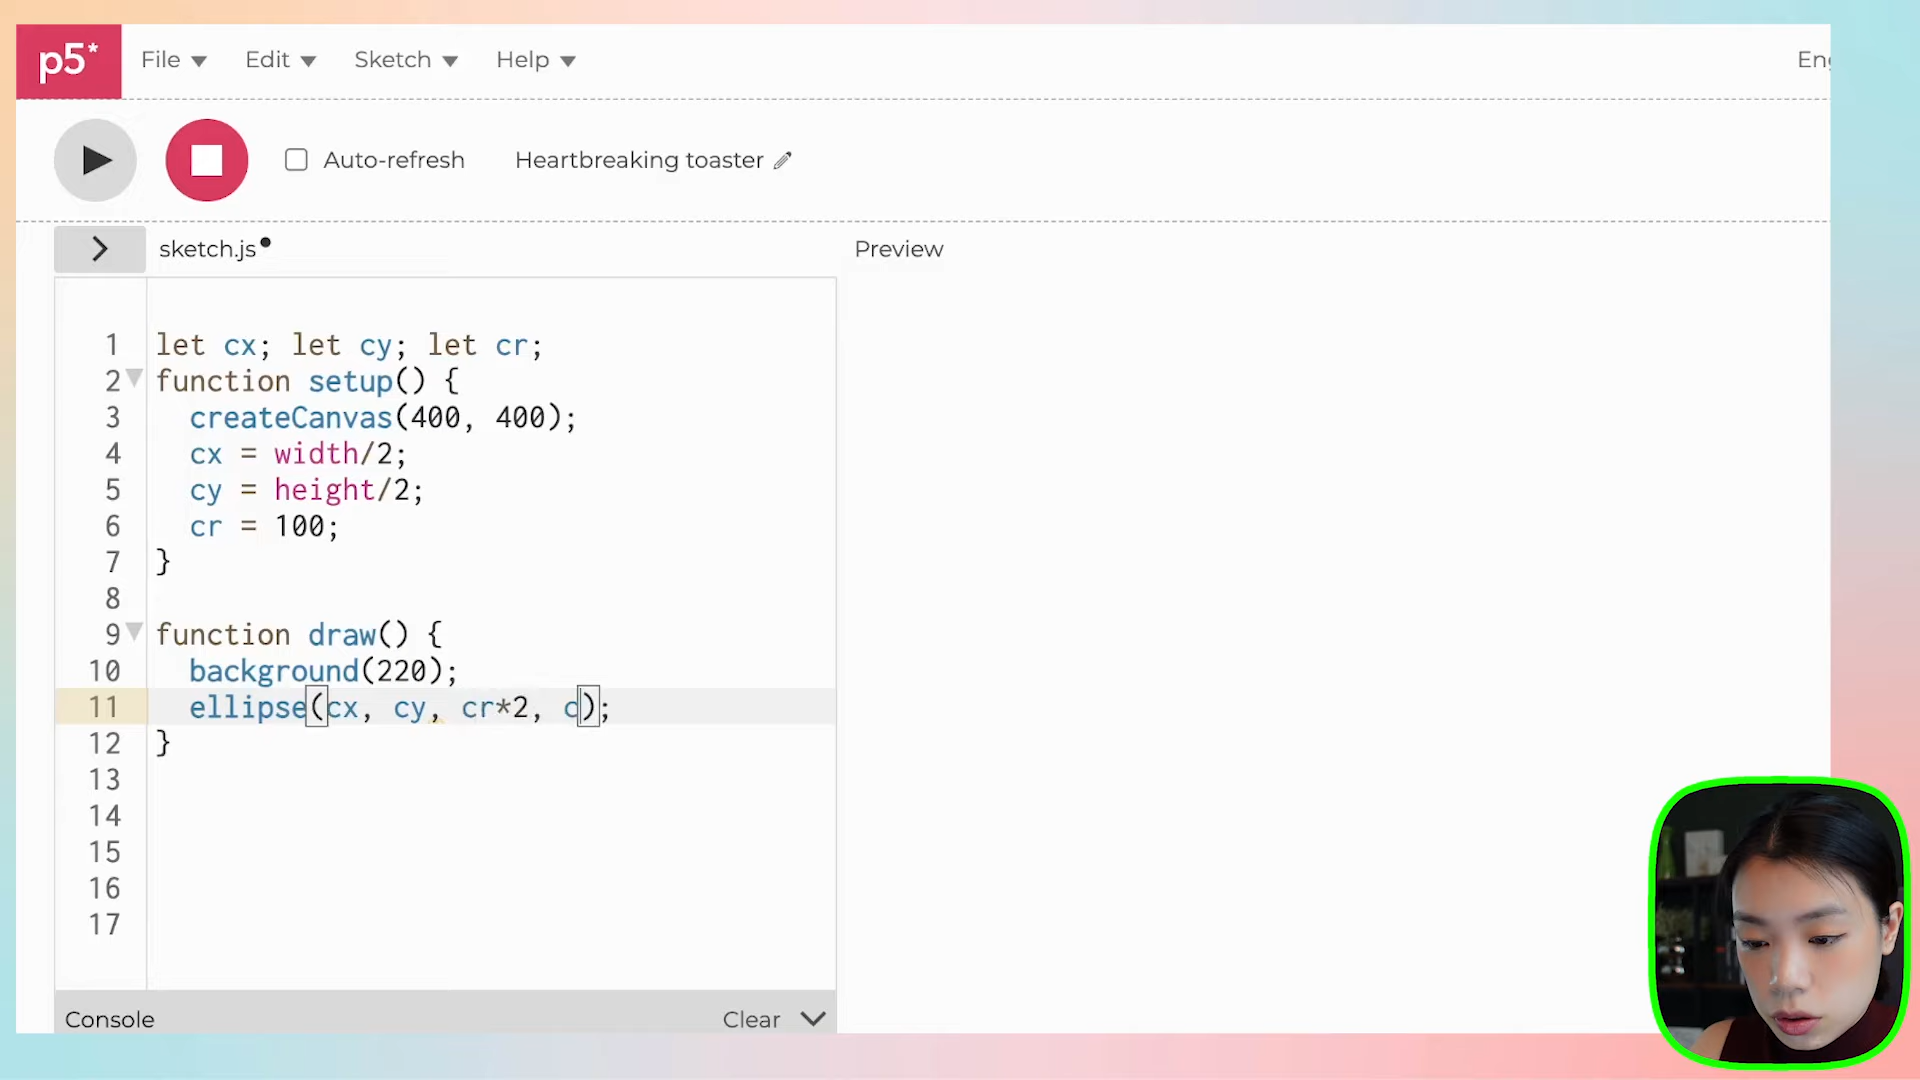 p5* File Edit Sketch Help
Auto-refresh Heartbreaking toaster
sketch.js
Preview
1 let cx; let cy; let cr;
2 function setup() {
3 createCanvas(400, 400);
4 cx = width/2;
5 cy = height/2;
6 cr = 100;
7 }
8
9 function draw() {
10 background(220);
11 ellipse(cx, cy, cr*2, c);
12 }
13
14
15
16
17
Console Clear